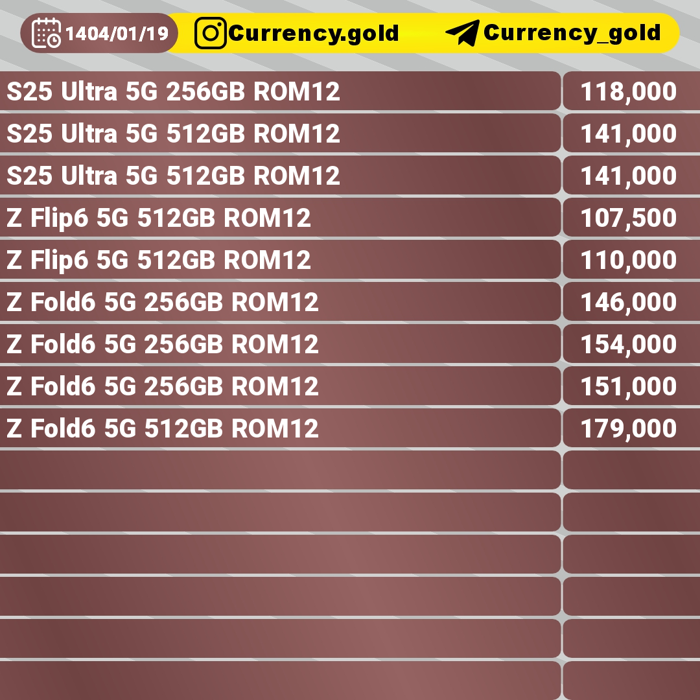 1404/01/19 Currency.gold Currency_gold
S25 Ultra 5G 256GB ROM12 118,000
S25 Ultra 5G 512GB ROM12 141,000
S25 Ultra 5G 512GB ROM12 141,000
Z Flip6 5G 512GB ROM12 107,500
Z Flip6 5G 512GB ROM12 110,000
Z Fold6 5G 256GB ROM12 146,000
Z Fold6 5G 256GB ROM12 154,000
Z Fold6 5G 256GB ROM12 151,000
Z Fold6 5G 512GB ROM12 179,000